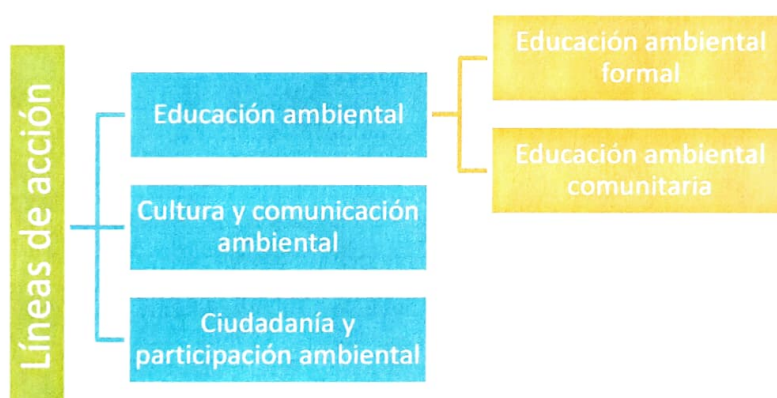 Líneas de acción
Educación ambiental
Cultura y comunicación
ambiental
Ciudadanía y
participación ambiental
Educación ambiental
formal
Educación ambiental
comunitaria